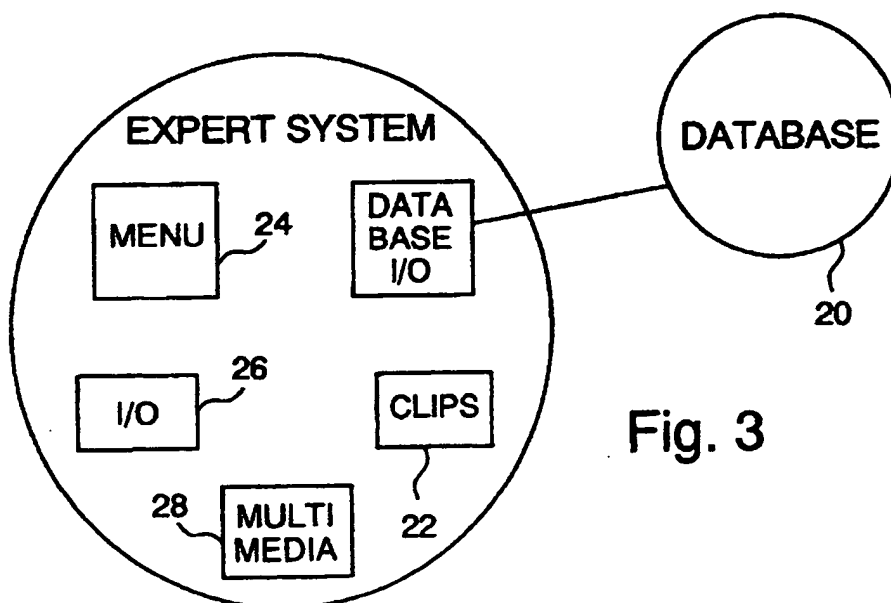 EXPERT SYSTEM
DATABASE
MENU
24
DATA
BASE
I/O
20
I/O
26
CLIPS
22
Fig. 3
28
MULTI
MEDIA